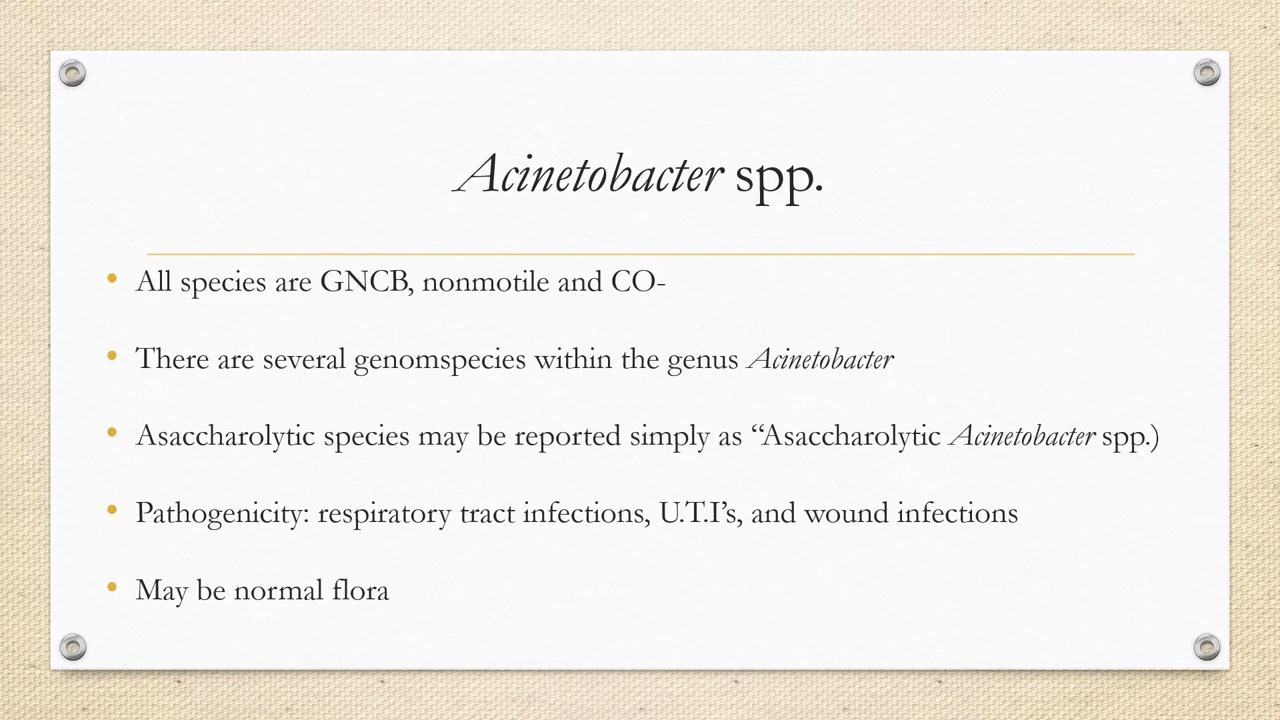 Acinetobacter spp.
• All species are GNCB, nonmotile and CO-
• There are several genomspecies within the genus Acinetobacter
• Asaccharolytic species may be reported simply as “Asaccharolytic Acinetobacter spp.)
• Pathogenicity: respiratory tract infections, U.T.I’s, and wound infections
• May be normal flora